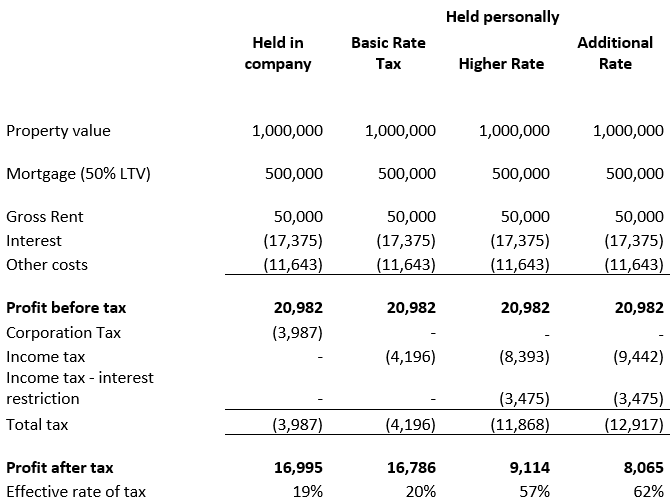 Held personally
Held in company Basic Rate Tax Higher Rate Additional Rate
Property value 1,000,000 1,000,000 1,000,000 1,000,000
Mortgage (50% LTV) 500,000 500,000 500,000 500,000
Gross Rent 50,000 50,000 50,000 50,000
Interest (17,375) (17,375) (17,375) (17,375)
Other costs (11,643) (11,643) (11,643) (11,643)
Profit before tax 20,982 20,982 20,982 20,982
Corporation Tax (3,987) - - -
Income tax - (4,196) (8,393) (9,442)
Income tax - interest
restriction - - (3,475) (3,475)
Total tax (3,987) (4,196) (11,868) (12,917)
Profit after tax 16,995 16,786 9,114 8,065
Effective rate of tax 19% 20% 57% 62%